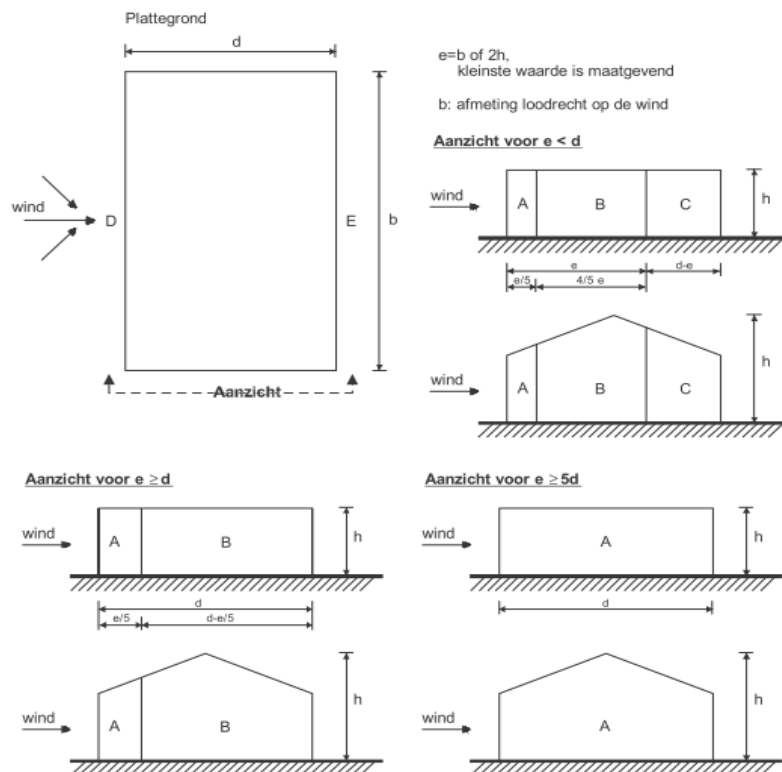 Plattegrond
d
e=b of 2h,
kleinste waarde is maatgevend
b: afmeting loodrecht op de wind
wind
D
E
b
Aanzicht
Aanzicht voor e < d
wind
A
B
C
h
e
d-e
e/5
4/5 e
wind
A
B
C
h
Aanzicht voor e ≥ d
wind
A
B
h
d
e/5
d-e/5
wind
A
B
h
Aanzicht voor e ≥ 5d
wind
A
h
d
wind
A
h